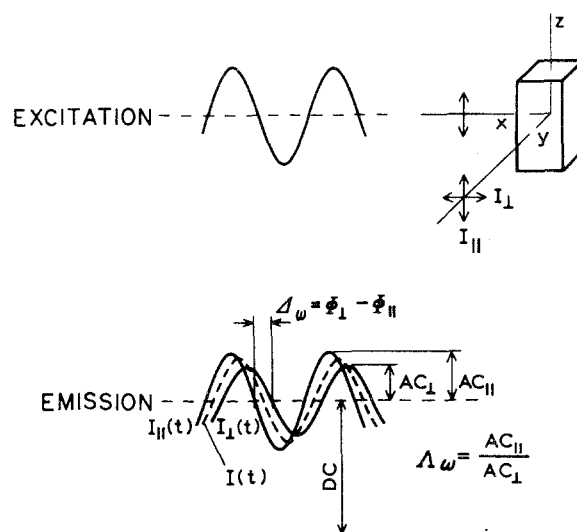 z
EXCITATION
x
y
I⊥
I||
Δω = Φ⊥ − Φ||
AC⊥
AC||
EMISSION
I||(t)
I⊥(t)
I(t)
DC
Λω = AC|| / AC⊥